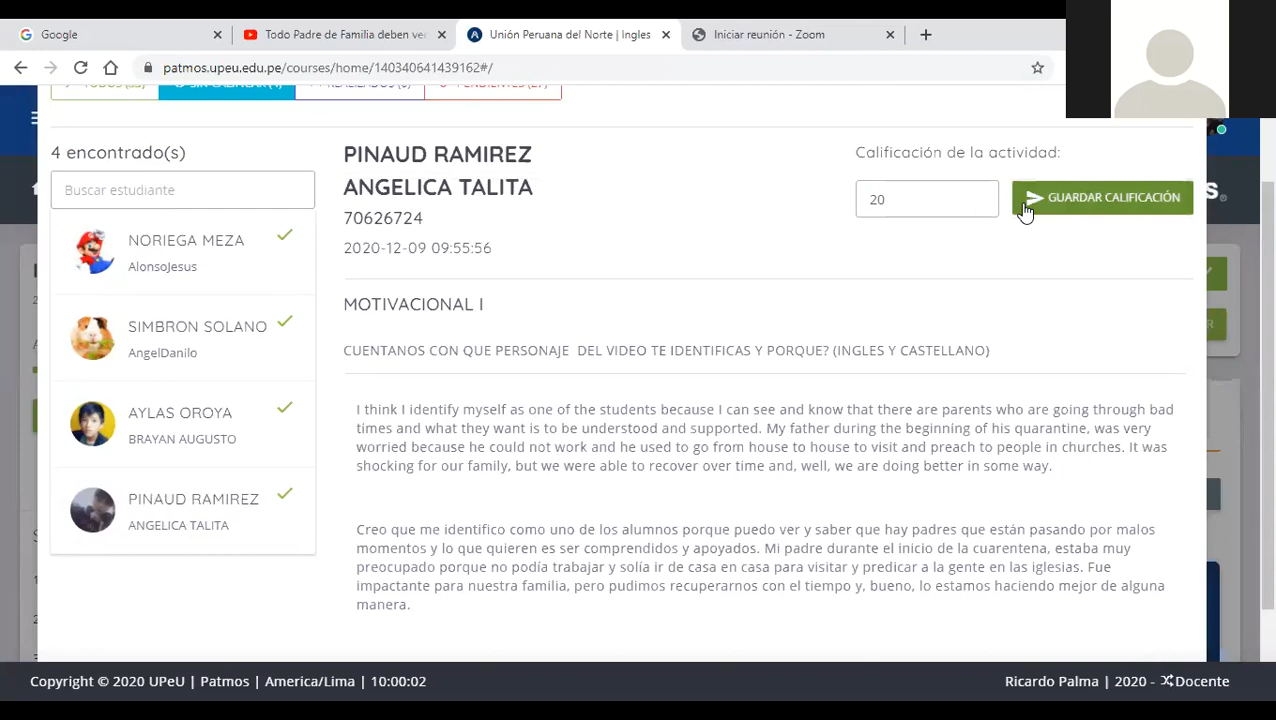 Google
Todo Padre de Familia deben ve
Unión Peruana del Norte | Ingles
Iniciar reunión - Zoom
patmos.upeu.edu.pe/courses/home/140340641439162#/
4 encontrado(s)
Buscar estudiante
NORIEGA MEZA
AlonsoJesus
SIMBRON SOLANO
AngelDanilo
AYLAS OROYA
BRAYAN AUGUSTO
PINAUD RAMIREZ
ANGELICA TALITA
PINAUD RAMIREZ
ANGELICA TALITA
70626724
2020-12-09 09:55:56
Calificación de la actividad:
20
GUARDAR CALIFICACIÓN
MOTIVACIONAL I
CUENTANOS CON QUE PERSONAJE DEL VIDEO TE IDENTIFICAS Y PORQUE? (INGLES Y CASTELLANO)
I think I identify myself as one of the students because I can see and know that there are parents who are going through bad
times and what they want is to be understood and supported. My father during the beginning of his quarantine, was very
worried because he could not work and he used to go from house to house to visit and preach to people in churches. It was
shocking for our family, but we were able to recover over time and, well, we are doing better in some way.
Creo que me identifico como uno de los alumnos porque puedo ver y saber que hay padres que están pasando por malos
momentos y lo que quieren es ser comprendidos y apoyados. Mi padre durante el inicio de la cuarentena, estaba muy
preocupado porque no podía trabajar y solía ir de casa en casa para visitar y predicar a la gente en las iglesias. Fue
impactante para nuestra familia, pero pudimos recuperarnos con el tiempo y, bueno, lo estamos haciendo mejor de alguna
manera.
Copyright © 2020 UPeU | Patmos | America/Lima | 10:00:02
Ricardo Palma | 2020 - Docente